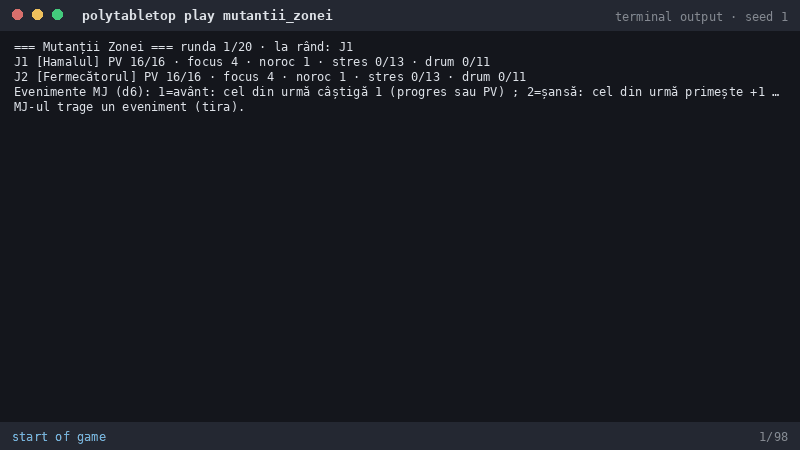 polytabletop play mutantii_zonei
terminal output · seed 1
=== Mutanții Zonei === runda 1/20 · la rând: J1
J1 [Hamalul] PV 16/16 · focus 4 · noroc 1 · stres 0/13 · drum 0/11
J2 [Fermecătorul] PV 16/16 · focus 4 · noroc 1 · stres 0/13 · drum 0/11
Evenimente MJ (d6): 1=avânt: cel din urmă câștigă 1 (progres sau PV) ; 2=șansă: cel din urmă primește +1 …
MJ-ul trage un eveniment (tira).
start of game
1/98